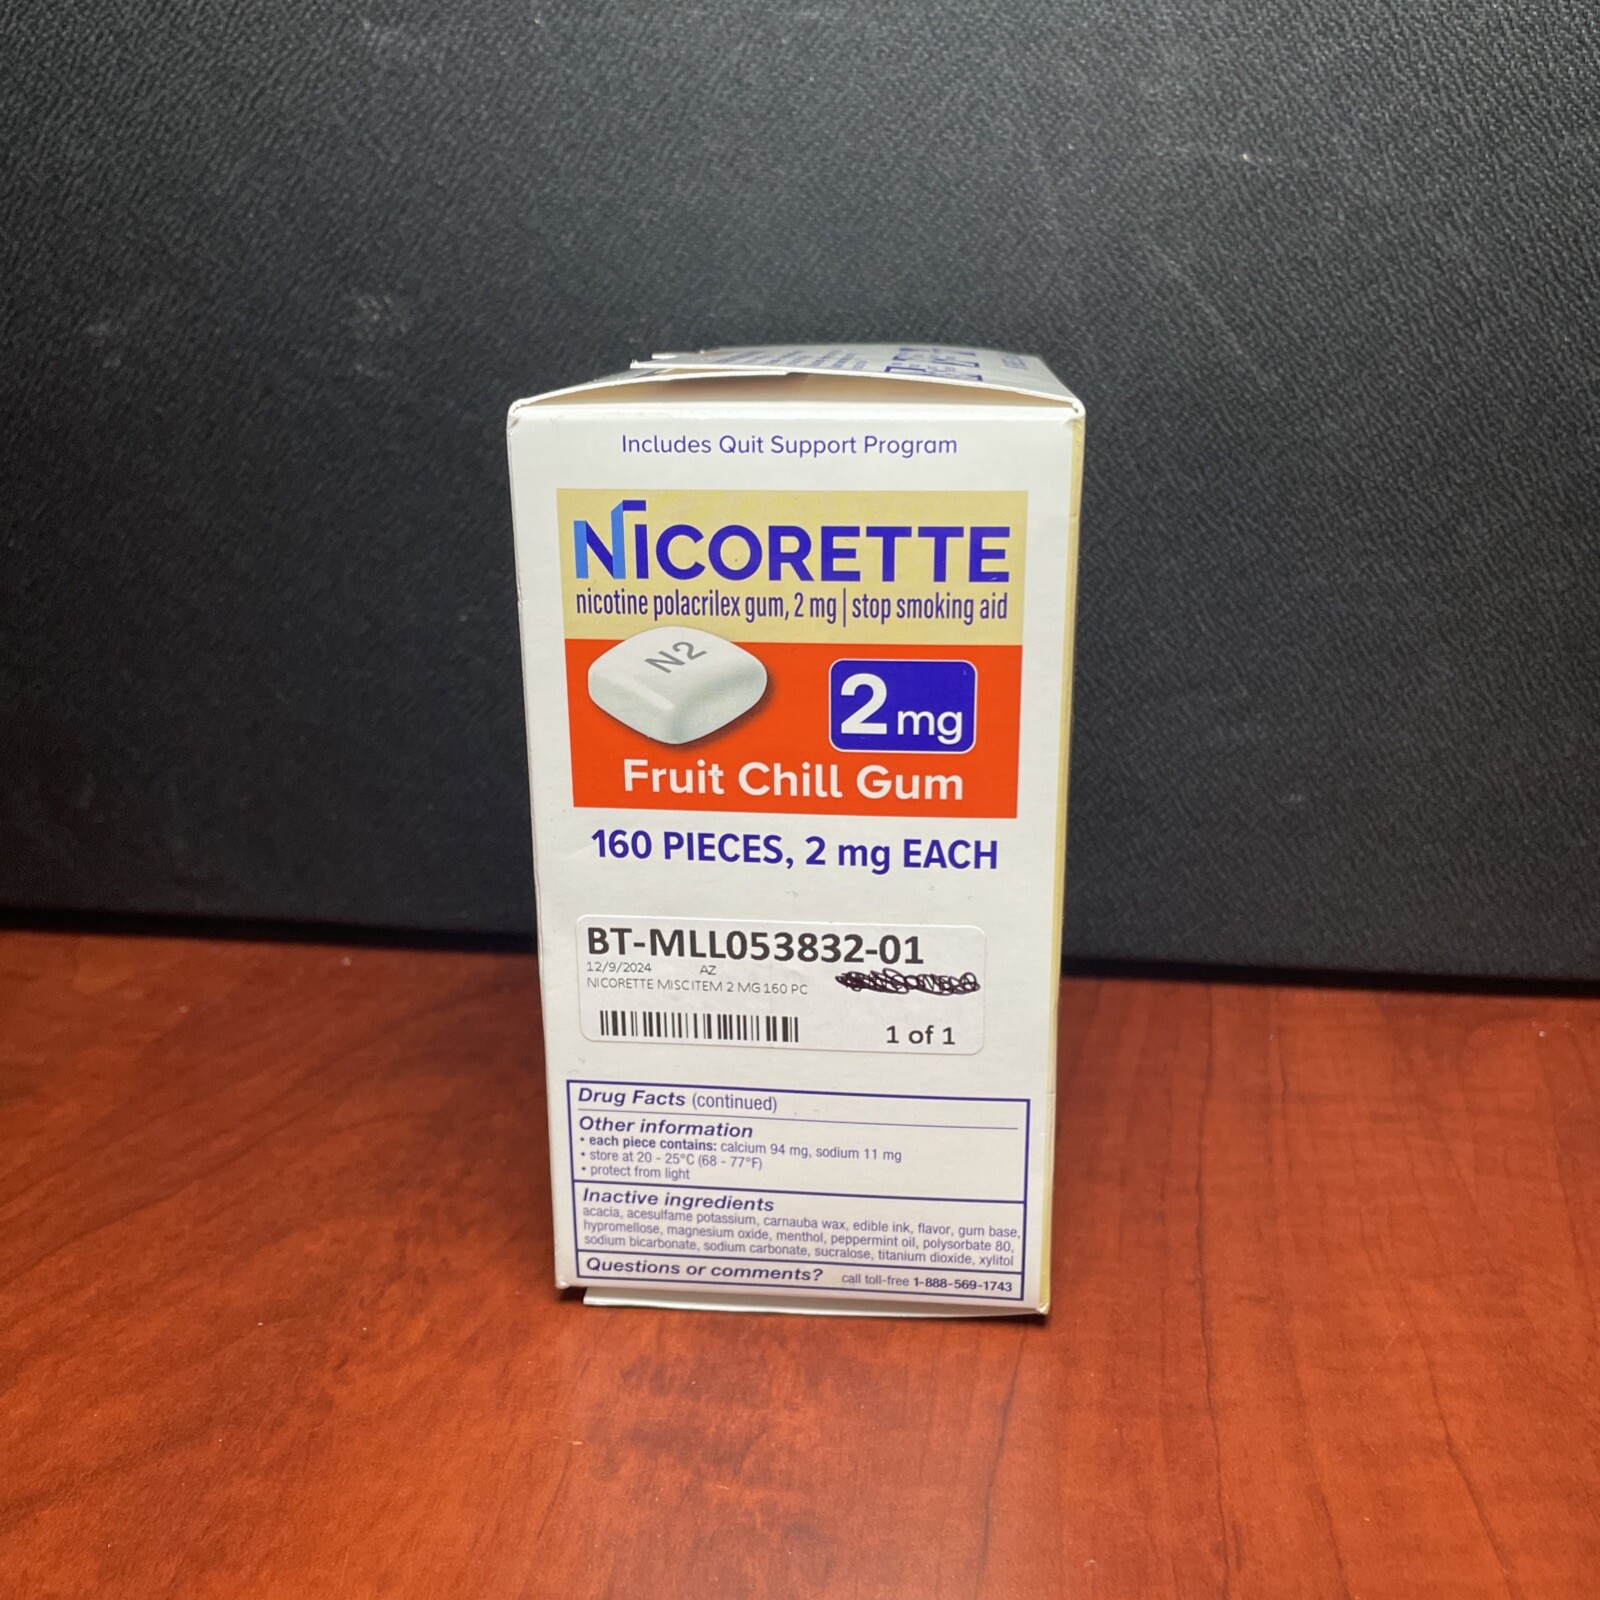 Includes Quit Support Program
NICORETTE
nicotine polacrilex gum, 2 mg | stop smoking aid
N2
2 mg
Fruit Chill Gum
160 PIECES, 2 mg EACH
BT-MLL053832-01
12/9/2024 AZ
NICORETTE MISCITEM 2 MG 160 PC
1 of 1
Drug Facts (continued)
Other information
• each piece contains: calcium 94 mg, sodium 11 mg
• store at 20 - 25°C (68 - 77°F)
• protect from light
Inactive ingredients
acacia, acesulfame potassium, carnauba wax, edible ink, flavor, gum base,
hypromellose, magnesium oxide, menthol, peppermint oil, polysorbate 80,
sodium bicarbonate, sodium carbonate, sucralose, titanium dioxide, xylitol
Questions or comments? call toll-free 1-888-569-1743